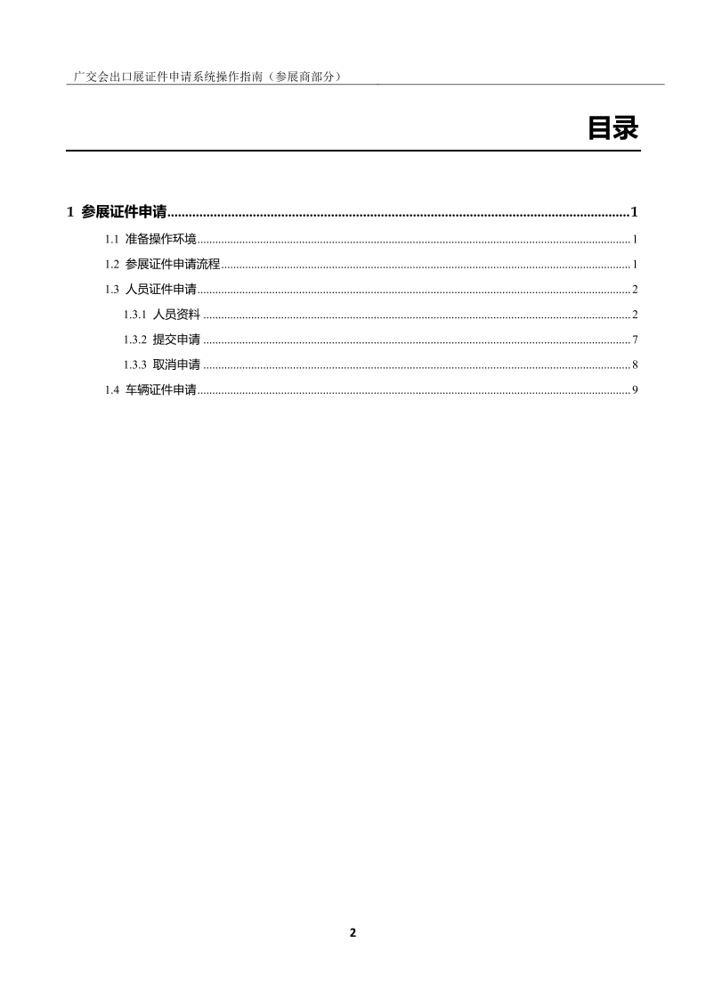 广交会出口展证件申请系统操作指南（参展商部分）
目录
1 参展证件申请........................................................................................................................1
1.1 准备操作环境........................................................................................................................1
1.2 参展证件申请流程........................................................................................................................1
1.3 人员证件申请........................................................................................................................2
1.3.1 人员资料........................................................................................................................2
1.3.2 提交申请........................................................................................................................7
1.3.3 取消申请........................................................................................................................8
1.4 车辆证件申请........................................................................................................................9
2